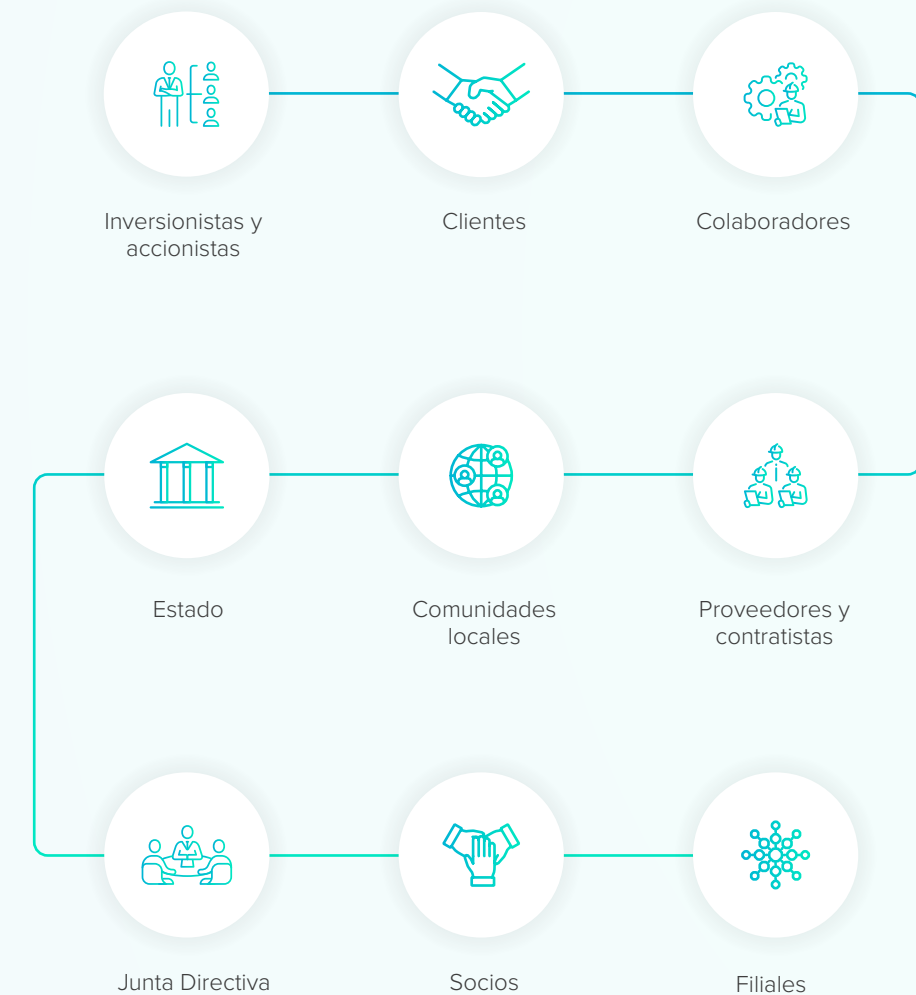 Inversionistas y
accionistas
Clientes
Colaboradores
Estado
Comunidades
locales
Proveedores y
contratistas
Junta Directiva
Socios
Filiales